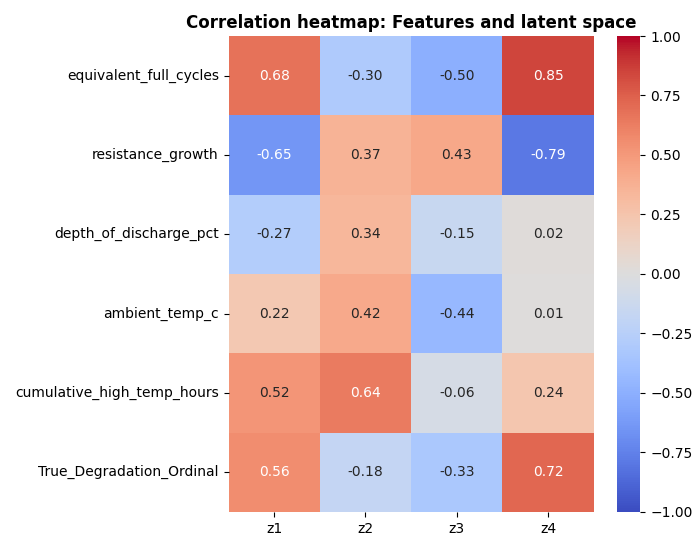 Correlation heatmap: Features and latent space
equivalent_full_cycles 0.68 -0.30 -0.50 0.85
resistance_growth -0.65 0.37 0.43 -0.79
depth_of_discharge_pct -0.27 0.34 -0.15 0.02
ambient_temp_c 0.22 0.42 -0.44 0.01
cumulative_high_temp_hours 0.52 0.64 -0.06 0.24
True_Degradation_Ordinal 0.56 -0.18 -0.33 0.72
z1 z2 z3 z4
1.00
0.75
0.50
0.25
0.00
−0.25
−0.50
−0.75
−1.00